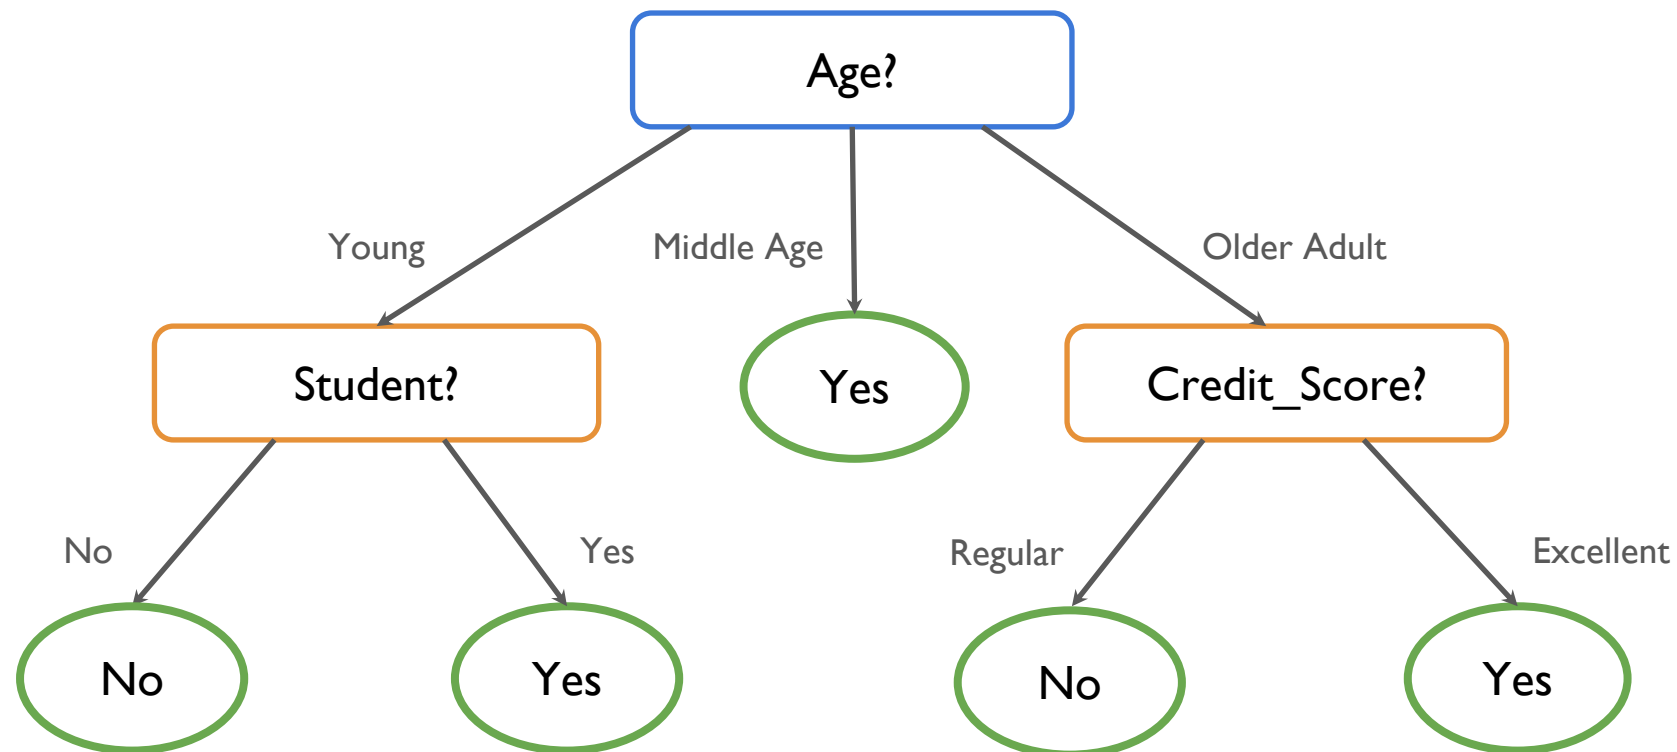 Age?
Young
Middle Age
Older Adult
Student?
Yes
Credit_Score?
No
Yes
Regular
Excellent
No
Yes
No
Yes